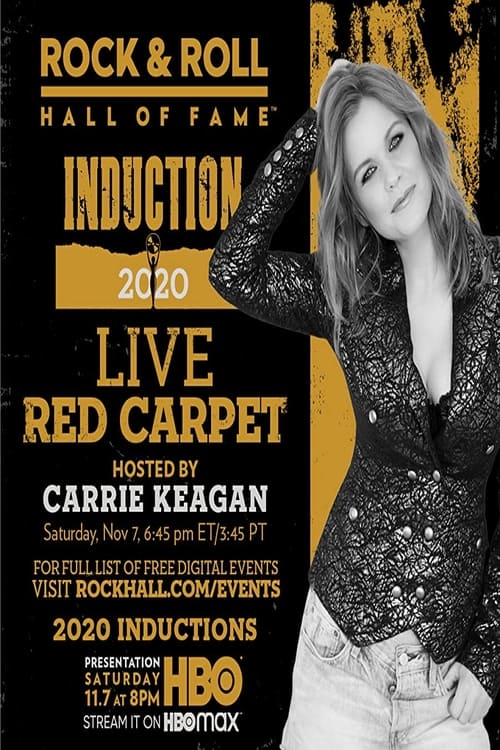 ROCK & ROLL
HALL OF FAME™
INDUCTION
2020
LIVE
RED CARPET
HOSTED BY
CARRIE KEAGAN
Saturday, Nov 7, 6:45 pm ET/3:45 PT
FOR FULL LIST OF FREE DIGITAL EVENTS
VISIT ROCKHALL.COM/EVENTS
2020 INDUCTIONS
PRESENTATION
SATURDAY
11.7 AT 8PM
HBO
STREAM IT ON HBOMAX